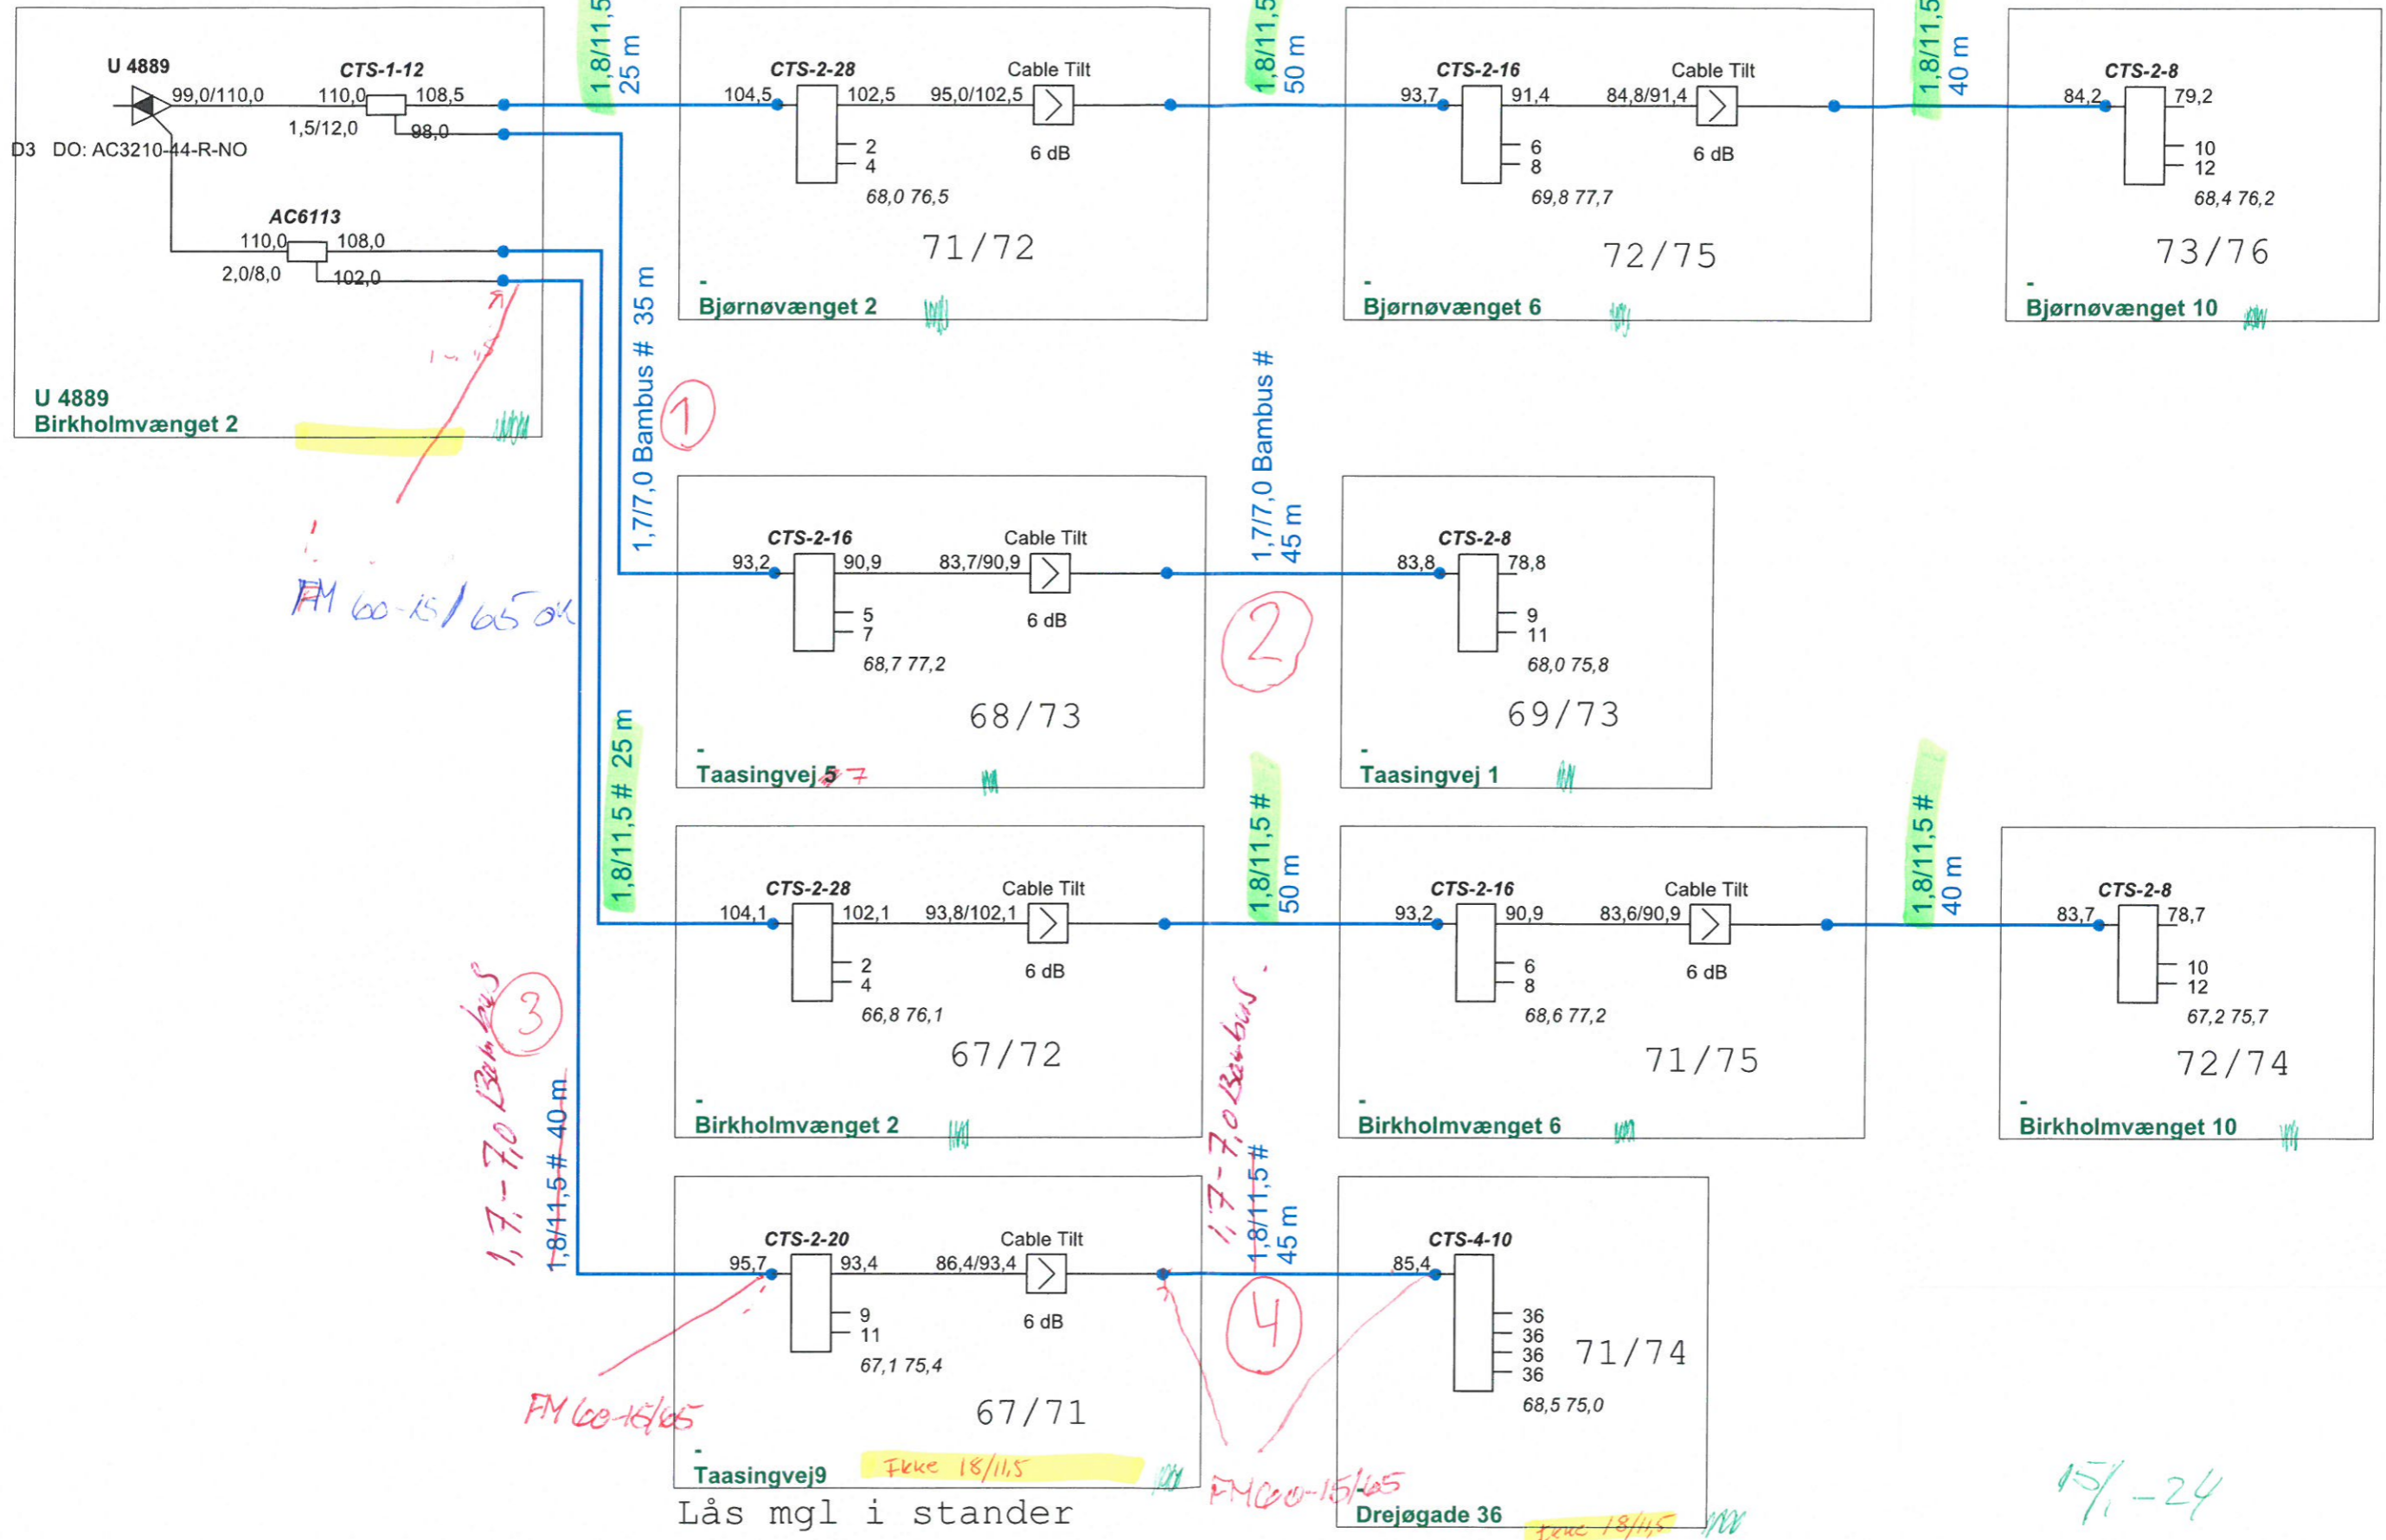 U 4889
99,0/110,0
CTS-1-12
110,0
108,5
1,5/12,0
98,0
D3 DO: AC3210-44-R-NO
AC6113
110,0
108,0
2,0/8,0
102,0
U 4889
Birkholmvænget 2
1,8/11,5
25 m
CTS-2-28
104,5
102,5
Cable Tilt
95,0/102,5
6 dB
2
4
68,0 76,5
71/72
-
Bjørnøvænget 2
1,8/11,5
50 m
CTS-2-16
93,7
91,4
Cable Tilt
84,8/91,4
6 dB
6
8
69,8 77,7
72/75
-
Bjørnøvænget 6
1,8/11,5
40 m
CTS-2-8
84,2
79,2
10
12
68,4 76,2
73/76
-
Bjørnøvænget 10
FM 60-15/65 ok
1,7/7,0 Bambus # 35 m
1
CTS-2-16
93,2
90,9
Cable Tilt
83,7/90,9
6 dB
5
7
68,7 77,2
68/73
-
Taasingvej 5 7
1,7/7,0 Bambus #
45 m
2
CTS-2-8
83,8
78,8
9
11
68,0 75,8
69/73
-
Taasingvej 1
1,8/11,5 # 25 m
CTS-2-28
104,1
102,1
Cable Tilt
93,8/102,1
6 dB
2
4
66,8 76,1
67/72
-
Birkholmvænget 2
1,8/11,5 #
50 m
CTS-2-16
93,2
90,9
Cable Tilt
83,6/90,9
6 dB
6
8
68,6 77,2
71/75
-
Birkholmvænget 6
1,8/11,5 #
40 m
CTS-2-8
83,7
78,7
10
12
67,2 75,7
72/74
-
Birkholmvænget 10
1,7-7,0 Bambus
3
1,8/11,5 # 40 m
CTS-2-20
95,7
93,4
Cable Tilt
86,4/93,4
6 dB
9
11
67,1 75,4
67/71
FM 60-15/65
-
Taasingvej9
Ikke 18/11,5
Lås mgl i stander
1,7-7,0 Bambus.
1,8/11,5 #
45 m
4
FM60-15/65
CTS-4-10
85,4
36
36
36
36
71/74
68,5 75,0
-
Drejøgade 36
Ikke 18/11,5
15/1-24